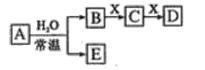 A H₂O 常温 B X C X D
E